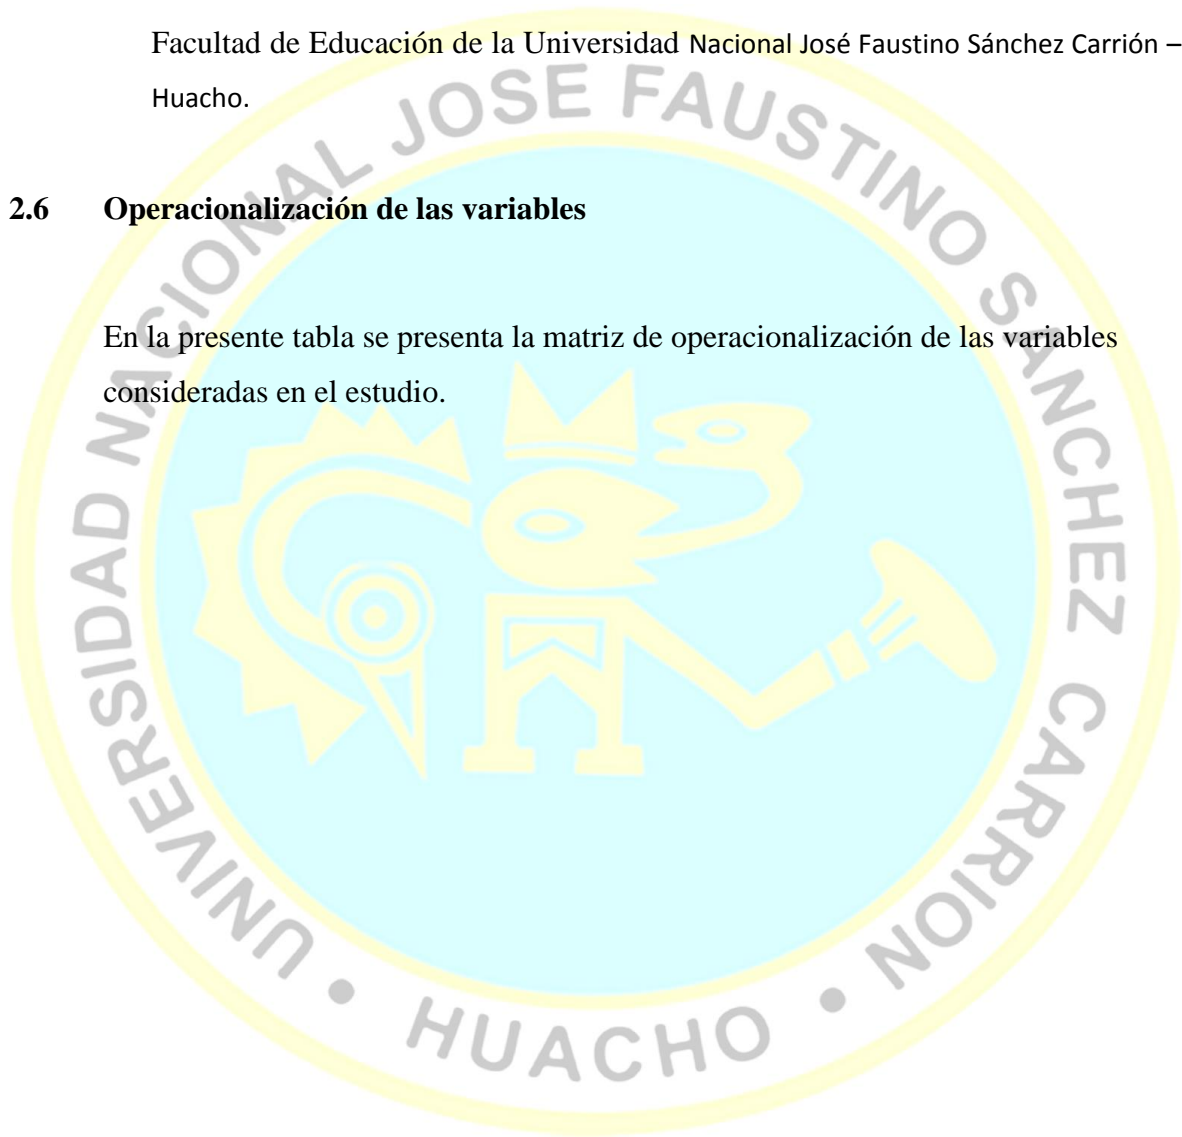 Facultad de Educación de la Universidad Nacional José Faustino Sánchez Carrión –
Huacho.
2.6 Operacionalización de las variables
En la presente tabla se presenta la matriz de operacionalización de las variables
consideradas en el estudio.
UNIVERSIDAD NACIONAL JOSE FAUSTINO SANCHEZ CARRION • HUACHO •